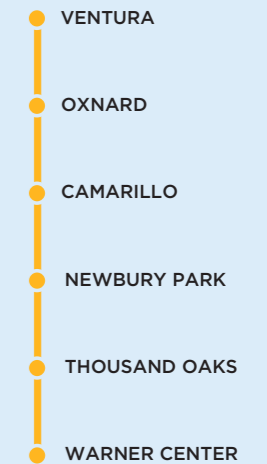 VENTURA
OXNARD
CAMARILLO
NEWBURY PARK
THOUSAND OAKS
WARNER CENTER